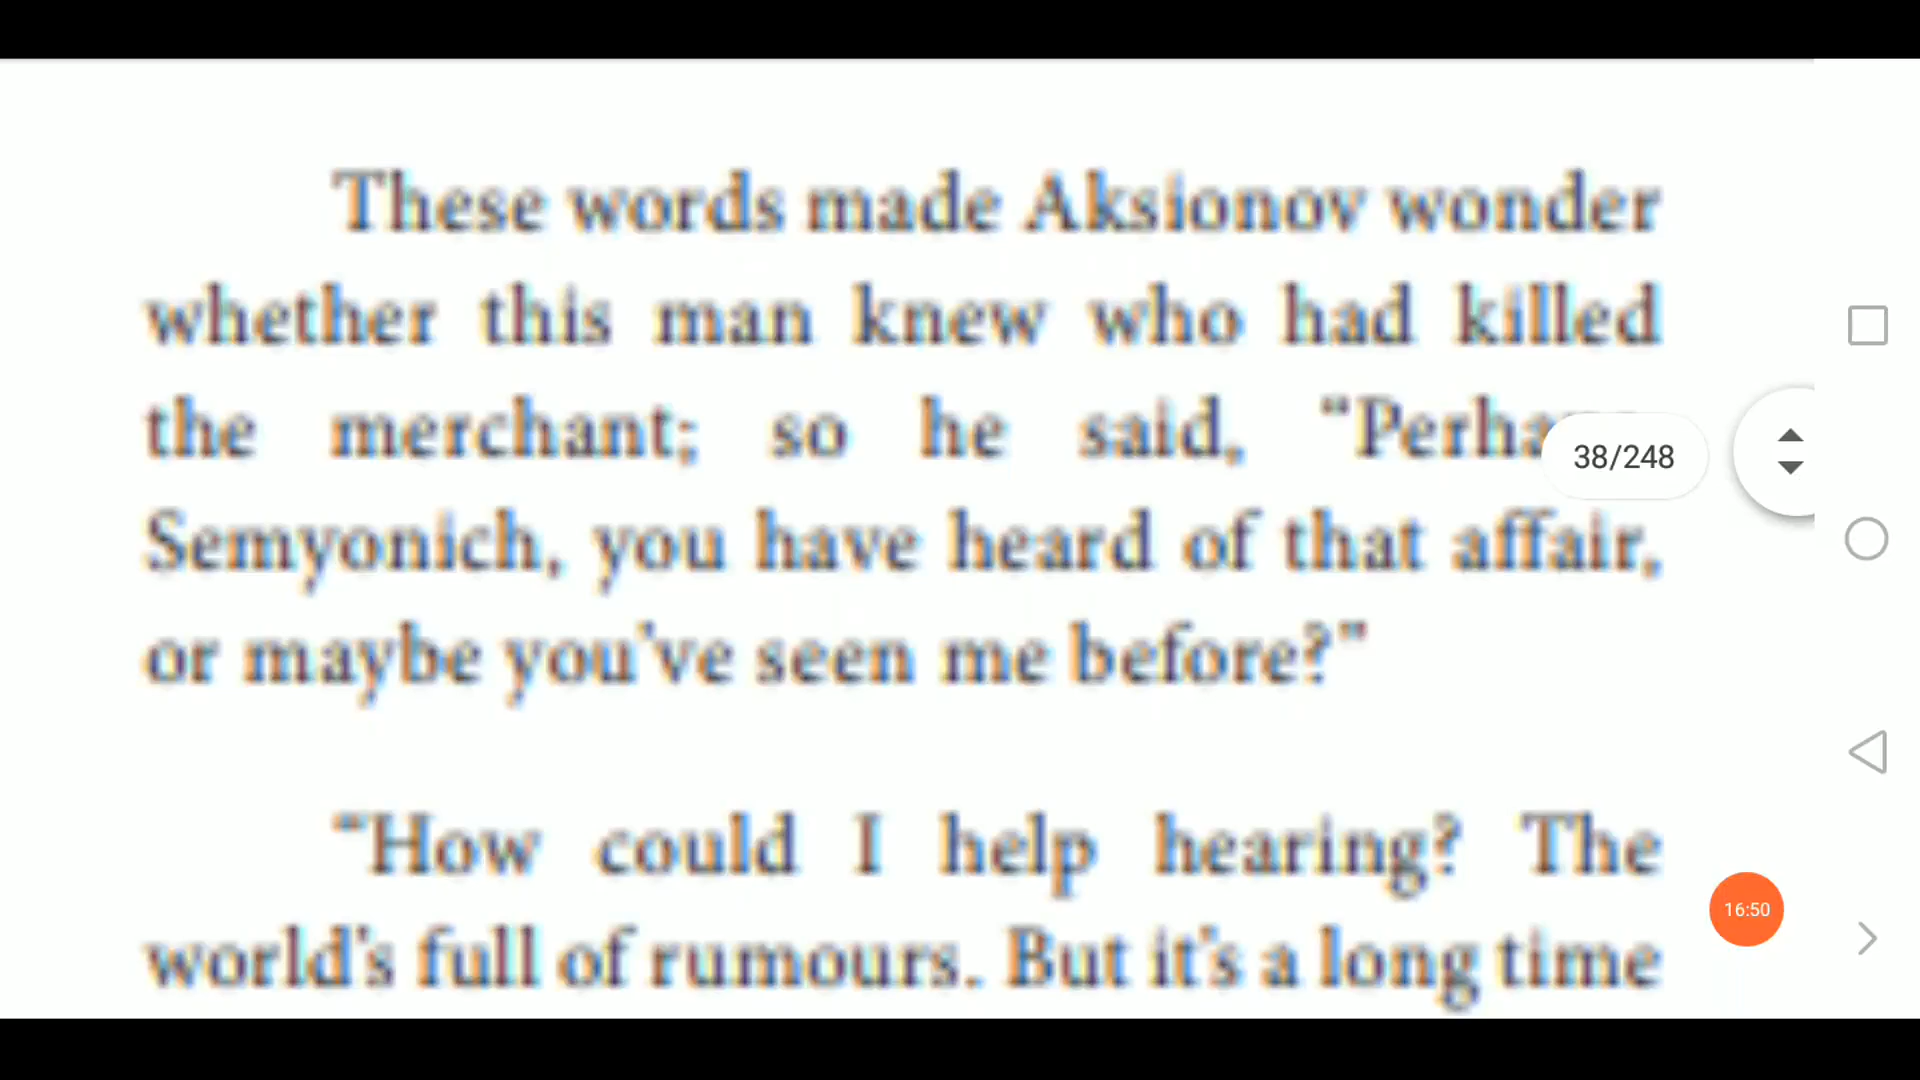 These words made Aksionov wonder
whether this man knew who had killed
the merchant; so he said, “Perha
Semyonich, you have heard of that affair,
or maybe you've seen me before?"
“How could I help hearing? The
world's full of rumours. But it's a long time
38/248
16:50